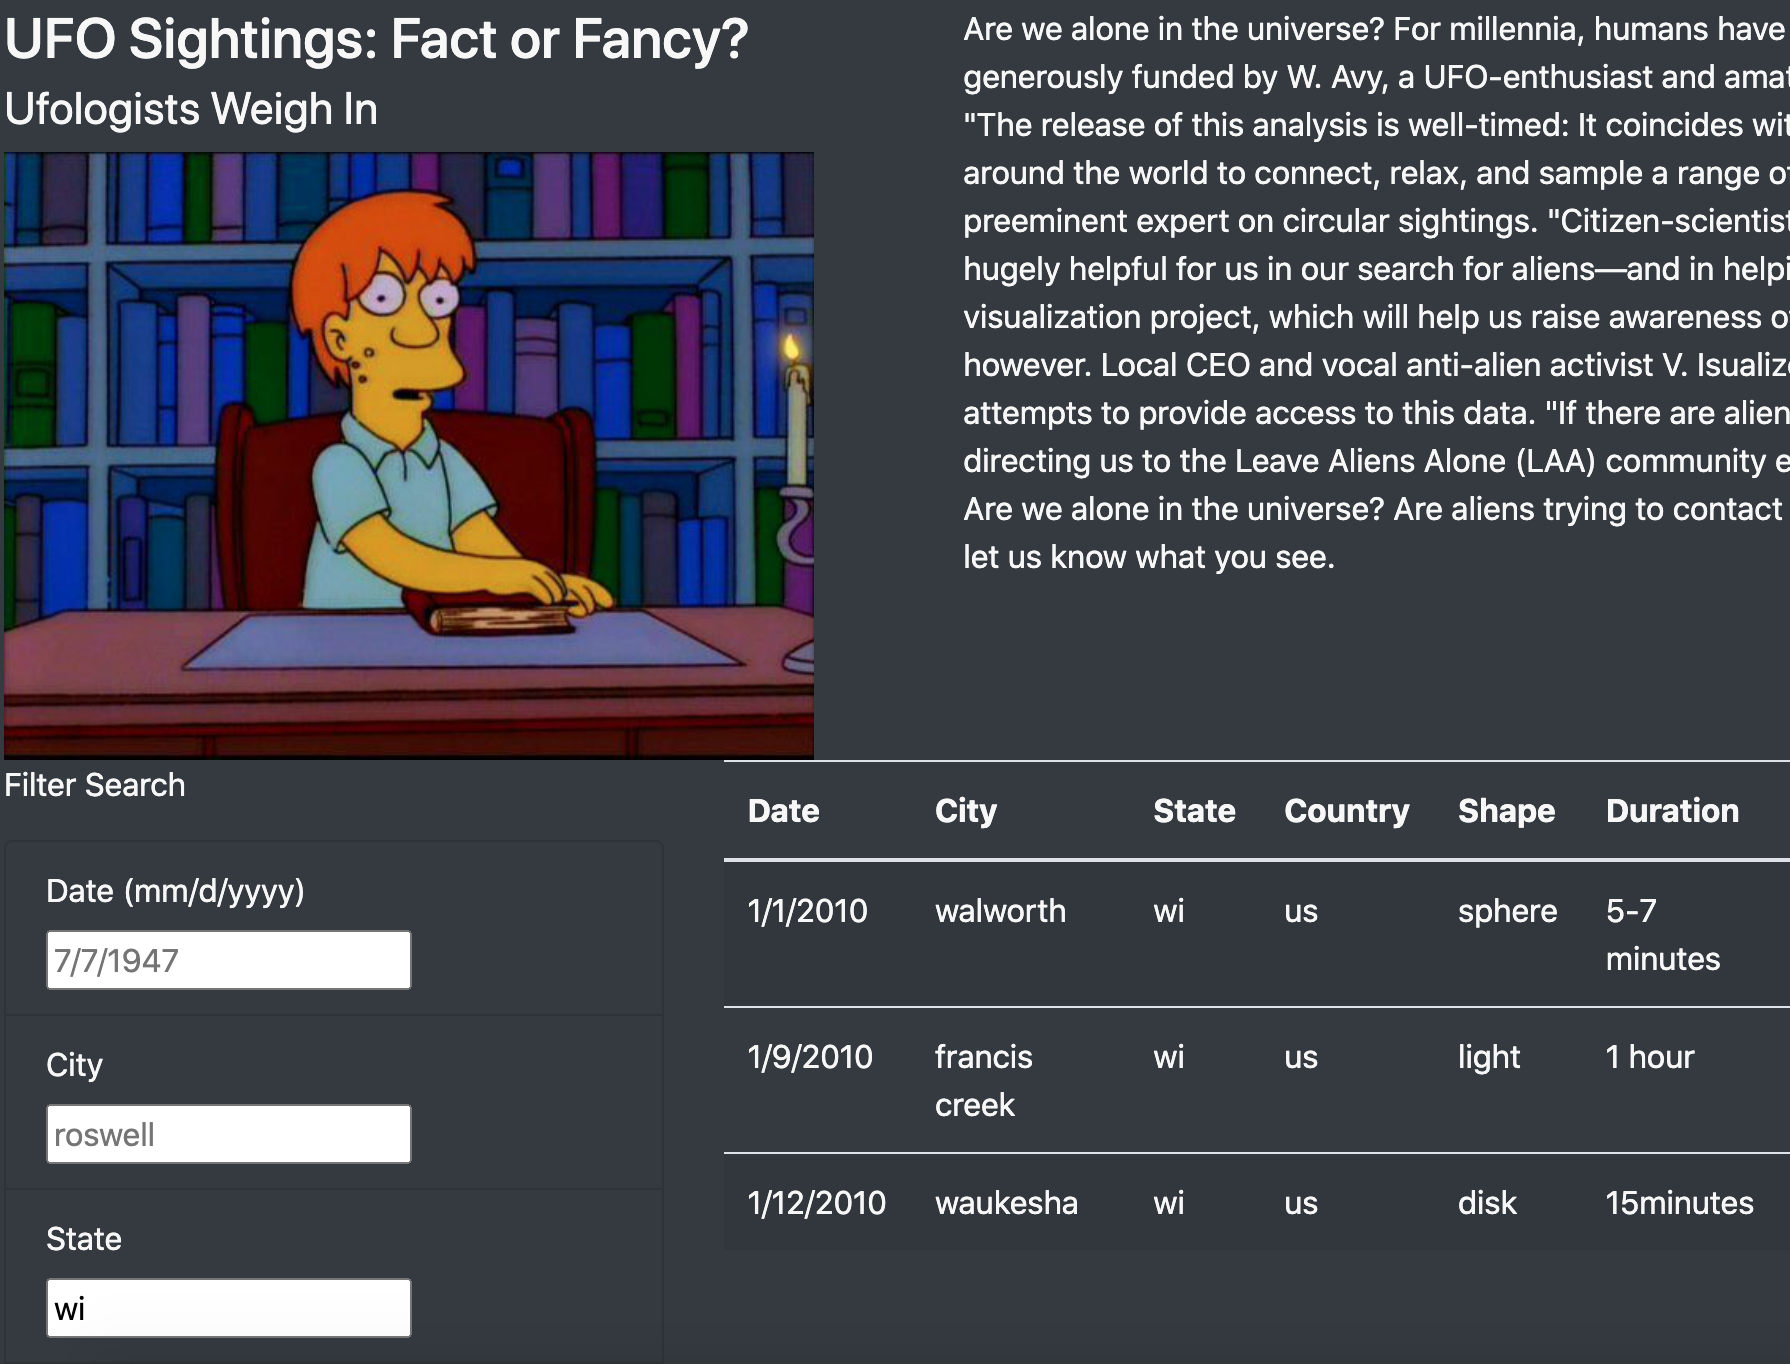 UFO Sightings: Fact or Fancy?
Ufologists Weigh In
Are we alone in the universe? For millennia, humans have
generously funded by W. Avy, a UFO-enthusiast and
"The release of this analysis is well-timed: It coincides
around the world to connect, relax, and sample a range
preeminent expert on circular sightings. "Citizen-scientist
hugely helpful for us in our search for aliens—and in
visualization project, which will help us raise awareness
however. Local CEO and vocal anti-alien activist V.
attempts to provide access to this data. "If there are
directing us to the Leave Aliens Alone (LAA) community
Are we alone in the universe? Are aliens trying to contact
let us know what you see.
Filter Search
Date (mm/d/yyyy)
7/7/1947
City
roswell
State
wi
Date City State Country Shape Duration
1/1/2010 walworth wi us sphere 5-7
minutes
1/9/2010 francis wi us light 1 hour
creek
1/12/2010 waukesha wi us disk 15minutes